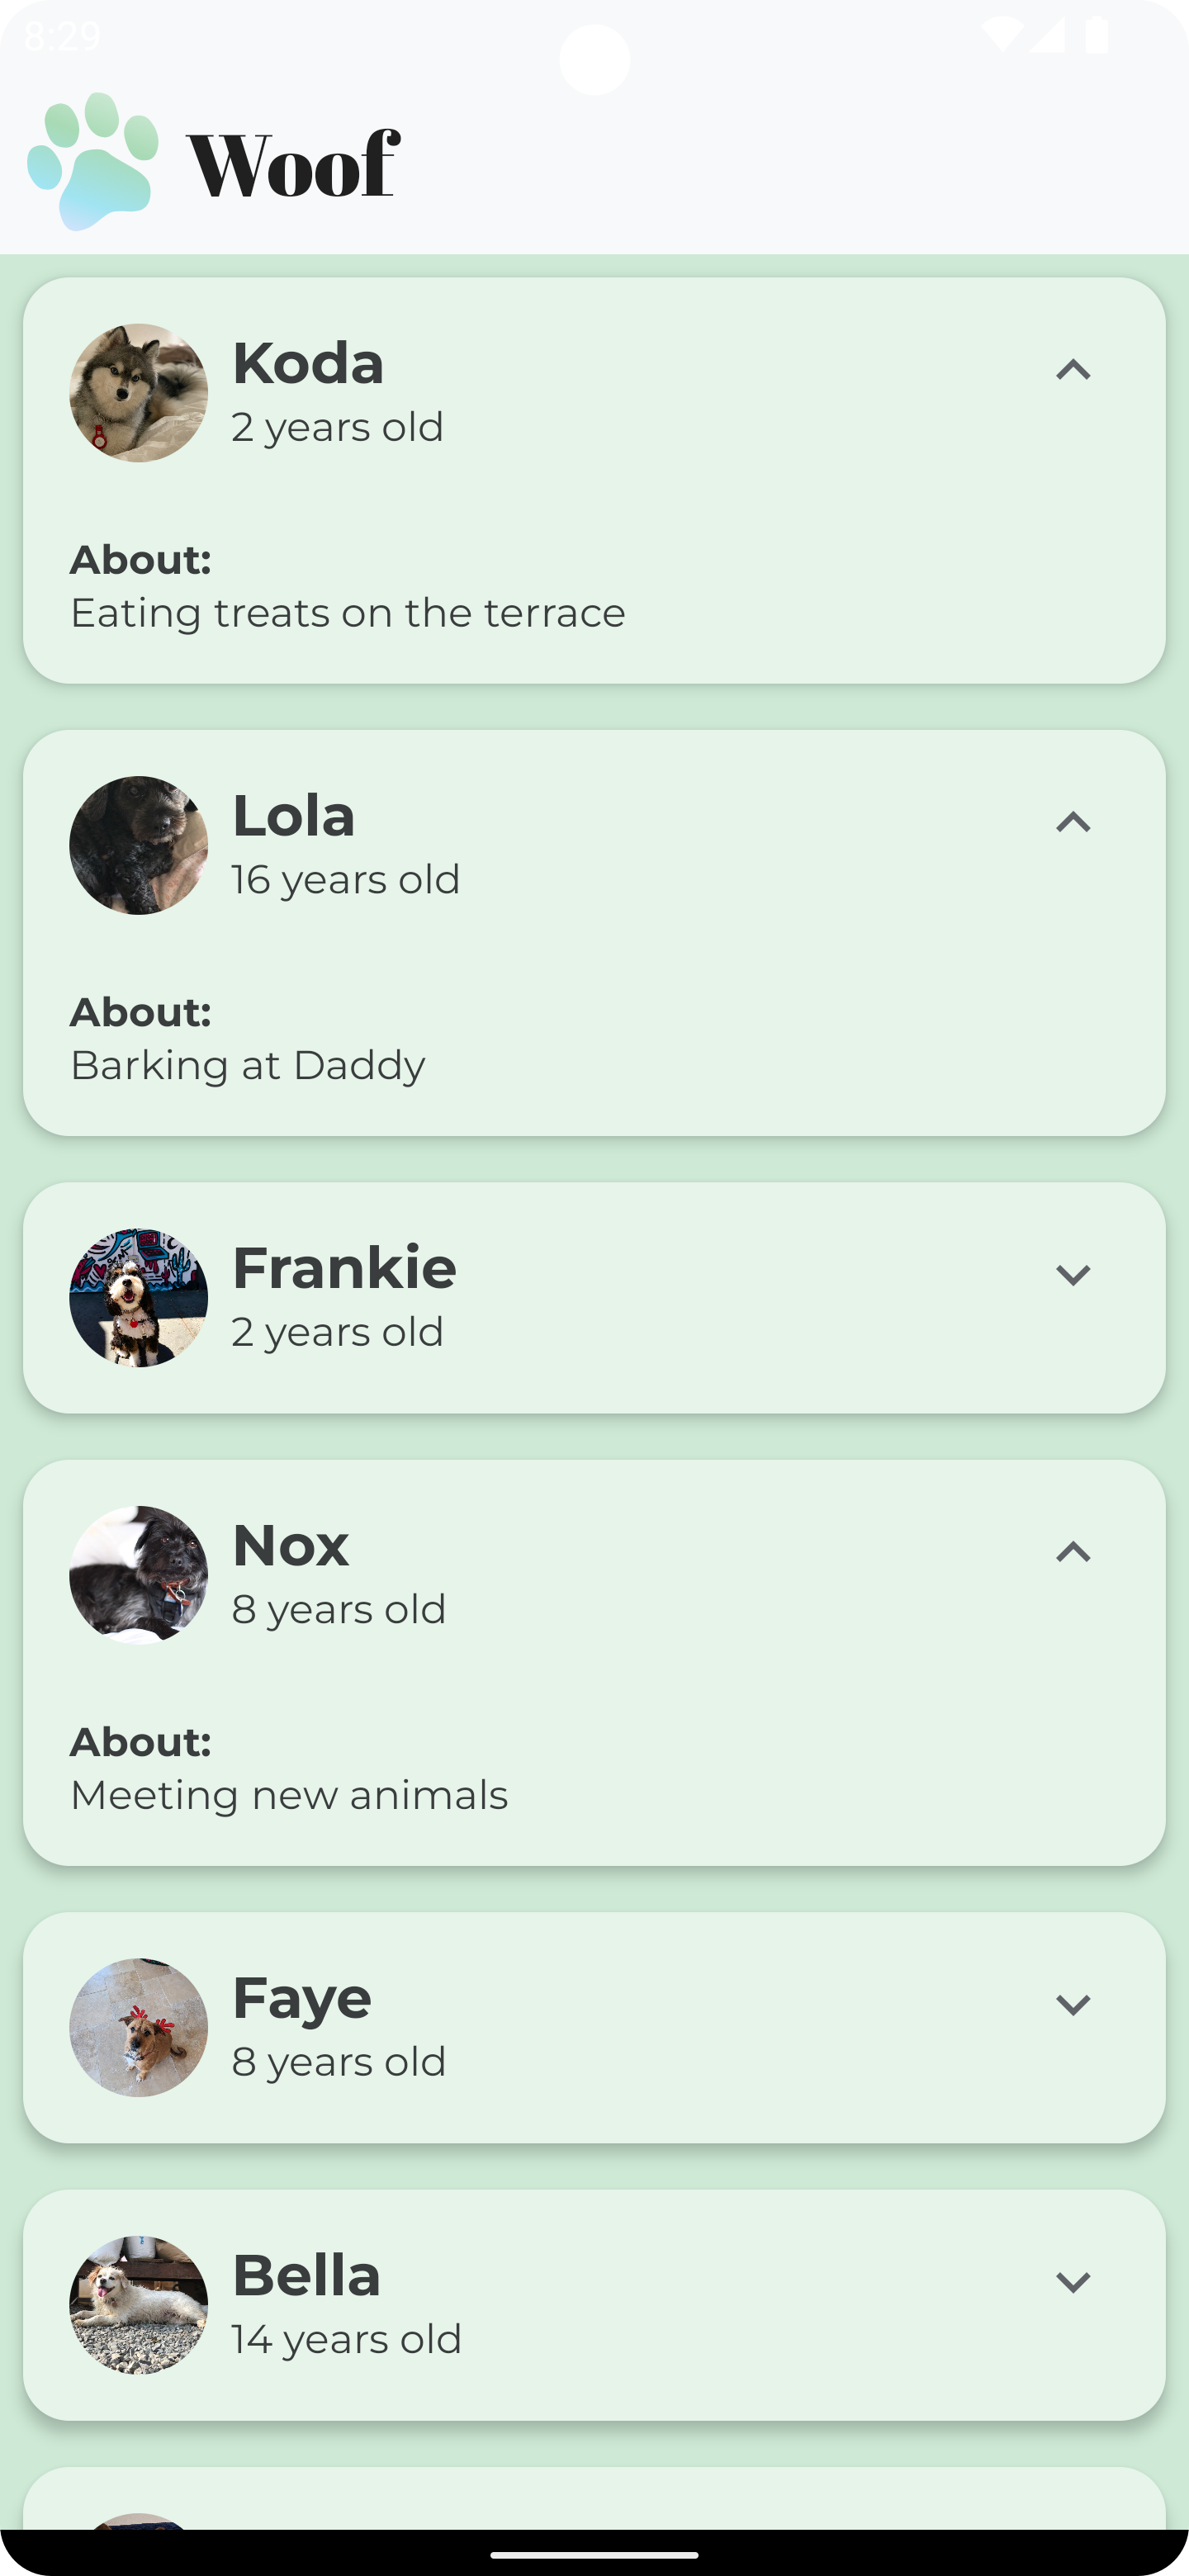 8:29
Woof
Koda
2 years old
About:
Eating treats on the terrace
Lola
16 years old
About:
Barking at Daddy
Frankie
2 years old
Nox
8 years old
About:
Meeting new animals
Faye
8 years old
Bella
14 years old